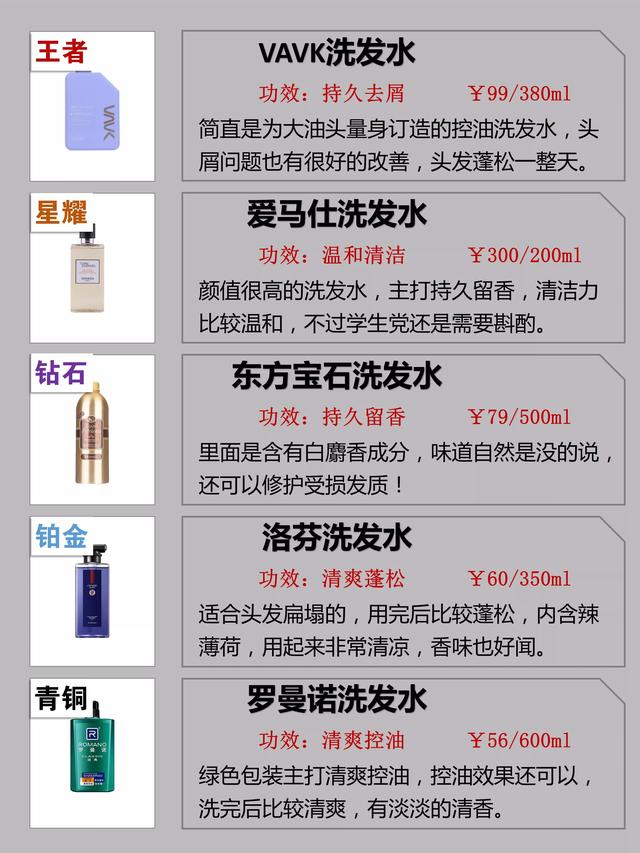 王者
VAVK
VAVK洗发水
功效：持久去屑 ￥99/380ml
简直是为大油头量身订造的控油洗发水，头
屑问题也有很好的改善，头发蓬松一整天。
星耀
爱马仕洗发水
功效：温和清洁 ￥300/200ml
颜值很高的洗发水，主打持久留香，清洁力
比较温和，不过学生党还是需要斟酌。
钻石
东方宝石洗发水
功效：持久留香 ￥79/500ml
里面是含有白麝香成分，味道自然是没的说，
还可以修护受损发质！
铂金
洛芬洗发水
功效：清爽蓬松 ￥60/350ml
适合头发扁塌的，用完后比较蓬松，内含辣
薄荷，用起来非常清凉，香味也好闻。
青铜
R
ROMANO
罗曼诺
CLASSIC
罗曼诺洗发水
功效：清爽控油 ￥56/600ml
绿色包装主打清爽控油，控油效果还可以，
洗完后比较清爽，有淡淡的清香。